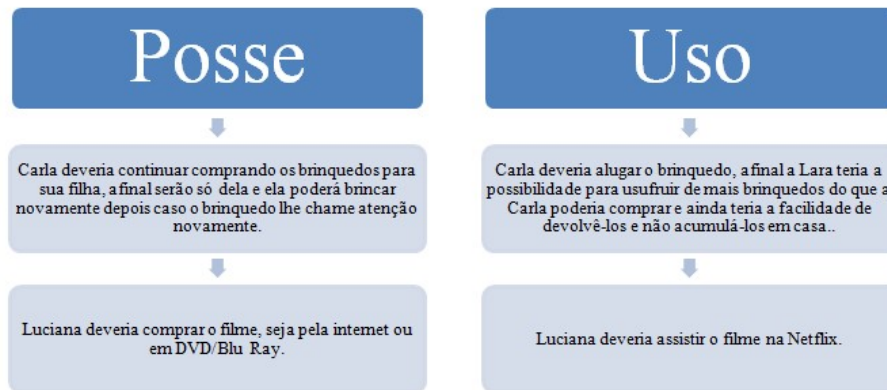 Posse
Carla deveria continuar comprando os brinquedos para
sua filha, afinal serão só dela e ela poderá brincar
novamente depois caso o brinquedo lhe chame atenção
novamente.
Luciana deveria comprar o filme, seja pela internet ou
em DVD/Blu Ray.
Uso
Carla deveria alugar o brinquedo, afinal a Lara teria a
possibilidade para usufruir de mais brinquedos do que a
Carla poderia comprar e ainda teria a facilidade de
devolvê-los e não acumulá-los em casa..
Luciana deveria assistir o filme na Netflix.